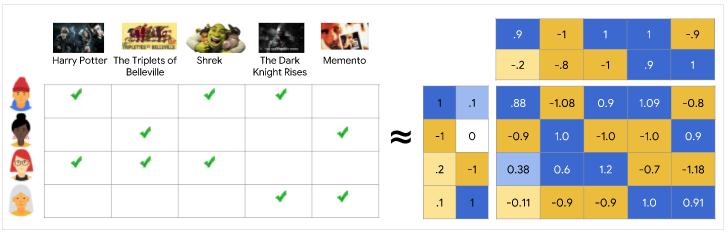 Harry Potter
The Triplets of
Belleville
Shrek
The Dark
Knight Rises
Memento
≈
.9 -1 1 1 -.9
-.2 -.8 -1 .9 1
1 .1
-1 0
.2 -1
.1 1
.88 -1.08 0.9 1.09 -0.8
-0.9 1.0 -1.0 -1.0 0.9
0.38 0.6 1.2 -0.7 -1.18
-0.11 -0.9 -0.9 1.0 0.91